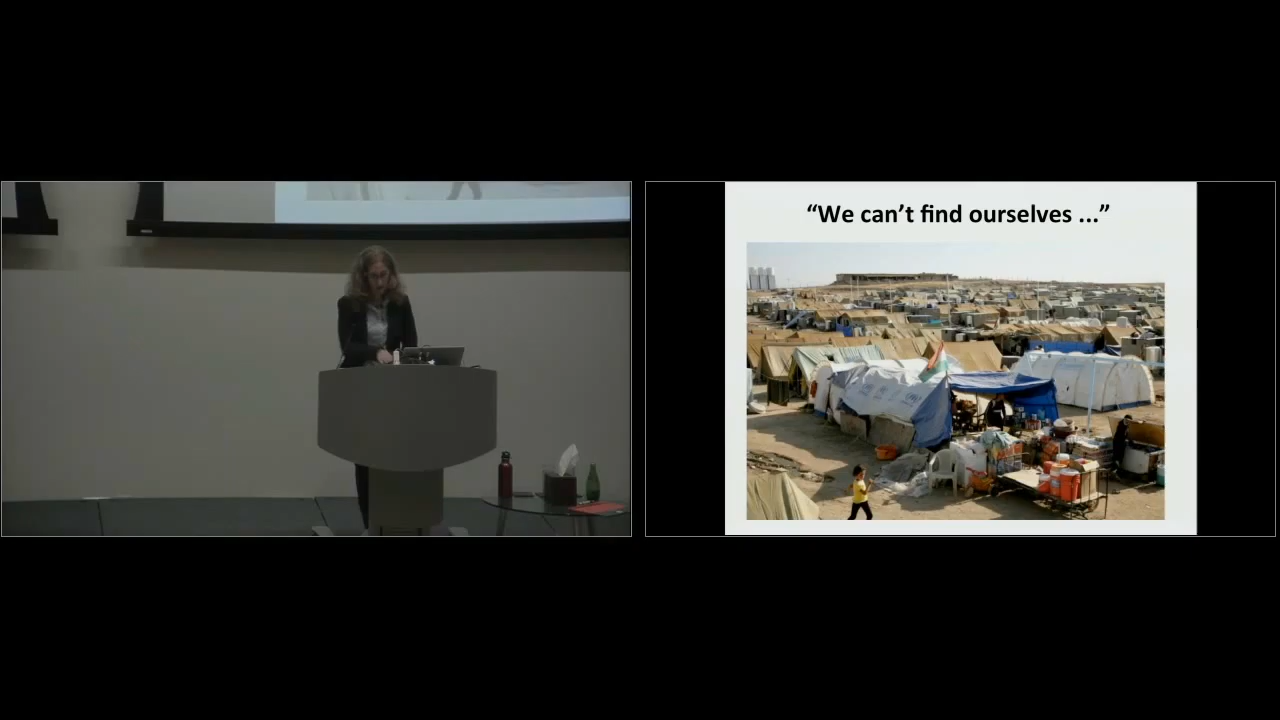 “We can’t find ourselves ...”